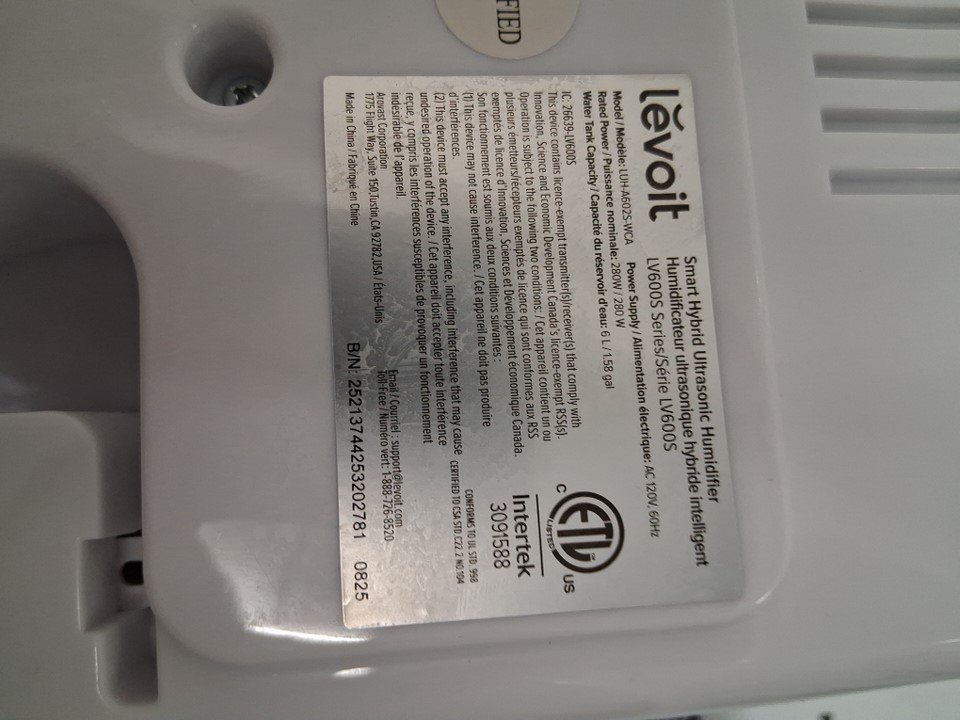 FIED
levoit
Smart Hybrid Ultrasonic Humidifier
Humidificateur ultrasonique hybride intelligent
LV600S Series/Série LV600S
Model / Modèle: LUH-A602S-WCA Power Supply / Alimentation électrique: AC 120V, 60Hz
Rated Power / Puissance nominale: 280W / 280 W
Water Tank Capacity / Capacité du réservoir d'eau: 6 L / 1.58 gal
IC: 26639-LV600S
This device contains licence-exempt transmitter(s)/receiver(s) that comply with
Innovation, Science and Economic Development Canada's licence-exempt RSS(s).
Operation is subject to the following two conditions: / Cet appareil contient un ou
plusieurs émetteurs/récepteurs exemptés de licence qui sont conformes aux RSS
exemptés de licence d'Innovation, Sciences et Développement économique Canada.
Son fonctionnement est soumis aux deux conditions suivantes :
(1) This device may not cause interference. / Cet appareil ne doit pas produire
d'interférences.
(2) This device must accept any interference, including interference that may cause
undesired operation of the device. / Cet appareil doit accepter toute interférence
reçue, y compris les interférences susceptibles de provoquer un fonctionnement
indésirable de l'appareil.
C ETL US
LISTED
Intertek
3091588
CONFORMS TO UL STD. 998
CERTIFIED TO CSA STD. C22.2 NO.104
Arovast Corporation
1775 Flight Way, Suite 150,Tustin,CA 92782,USA / États-Unis
Email / Courriel : support@levoit.com
Toll-Free / Numéro vert: 1-888-726-8520
Made in China / Fabriqué en Chine
B/N: 2521374425320278​1 0825